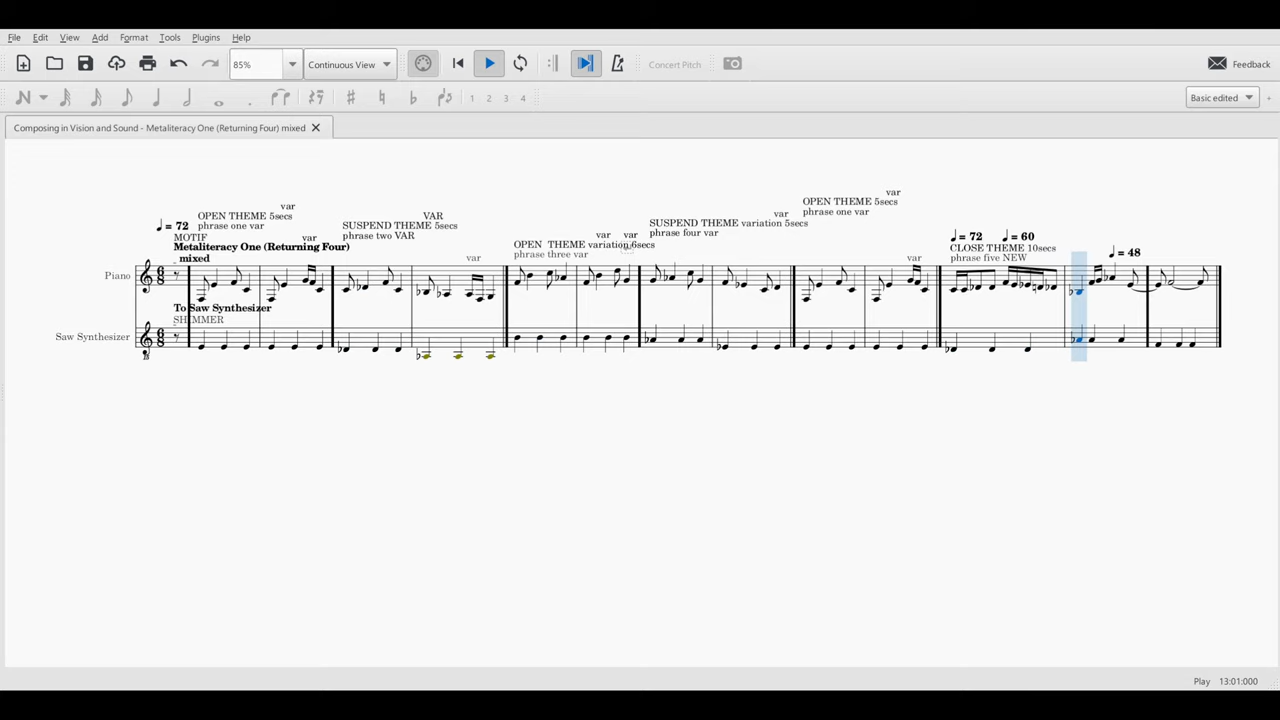 File Edit View Add Format Tools Plugins Help
85% Continuous View Concert Pitch Feedback
1 2 3 4 Basic edited
Composing in Vision and Sound - Metaliteracy One (Returning Four) mixed
= 72
MOTIF
OPEN THEME 5secs
phrase one var
var
var
Metaliteracy One (Returning Four)
mixed
SUSPEND THEME 5secs
phrase two VAR
VAR
var
OPEN THEME variation 6secs
phrase three var
var
var
SUSPEND THEME variation 5secs
phrase four var
var
OPEN THEME 5secs
phrase one var
var
var
= 72
= 60
CLOSE THEME 10secs
phrase five NEW
= 48
Piano
6
8
To Saw Synthesizer
SHIMMER
Saw Synthesizer
6
8
Play 13:01:000